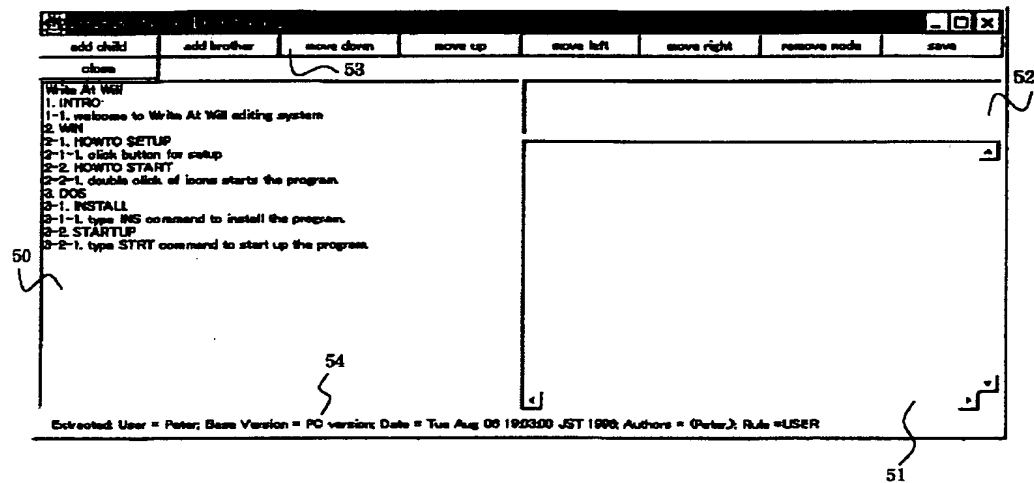 add child add brother move down move up move left move right remove node save
close
53
52
Write At Will
1. INTRO
1-1. welcome to Write At Will editing system
2. WIN
2-1. HOWTO SETUP
2-1-1. click button for setup
2-2. HOWTO START
2-2-1. double click of icons starts the program.
3. DOS
3-1. INSTALL
3-1-1. type INS command to install the program.
3-2. STARTUP
3-2-1. type STRT command to start up the program.
50
54
Extracted: User = Peter; Base Version = PC version; Date = Tue Aug 06 19:03:00 JST 1996; Authors = (Peter,); Rule =USER
51